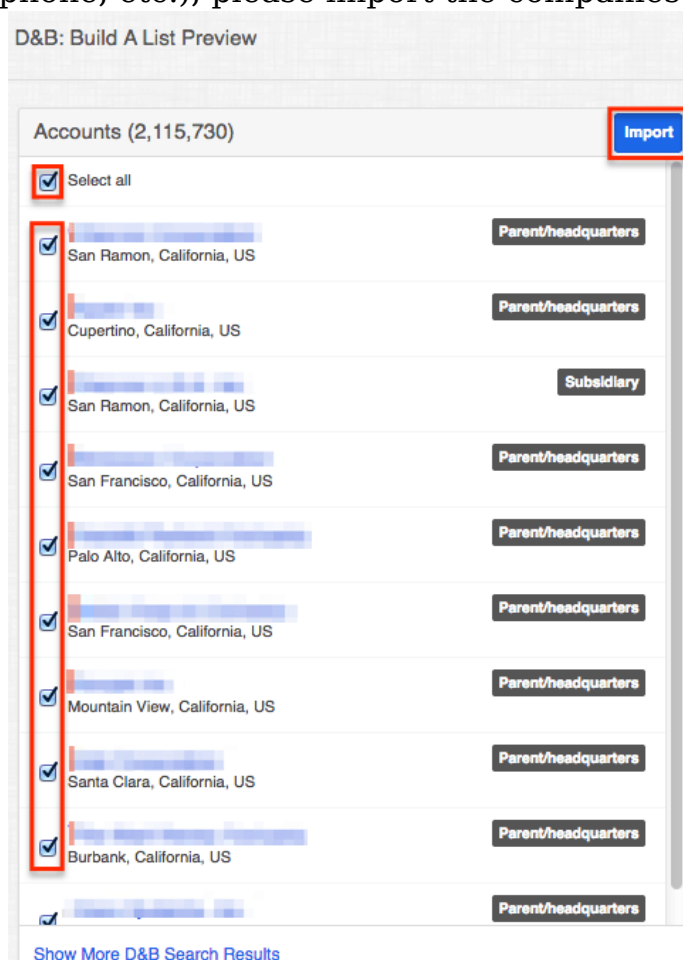 phone, etc.), please import the companies
D&B: Build A List Preview
Accounts (2,115,730)
Import
Select all
Parent/headquarters
San Ramon, California, US
Parent/headquarters
Cupertino, California, US
Subsidiary
San Ramon, California, US
Parent/headquarters
San Francisco, California, US
Parent/headquarters
Palo Alto, California, US
Parent/headquarters
San Francisco, California, US
Parent/headquarters
Mountain View, California, US
Parent/headquarters
Santa Clara, California, US
Parent/headquarters
Burbank, California, US
Parent/headquarters
Show More D&B Search Results